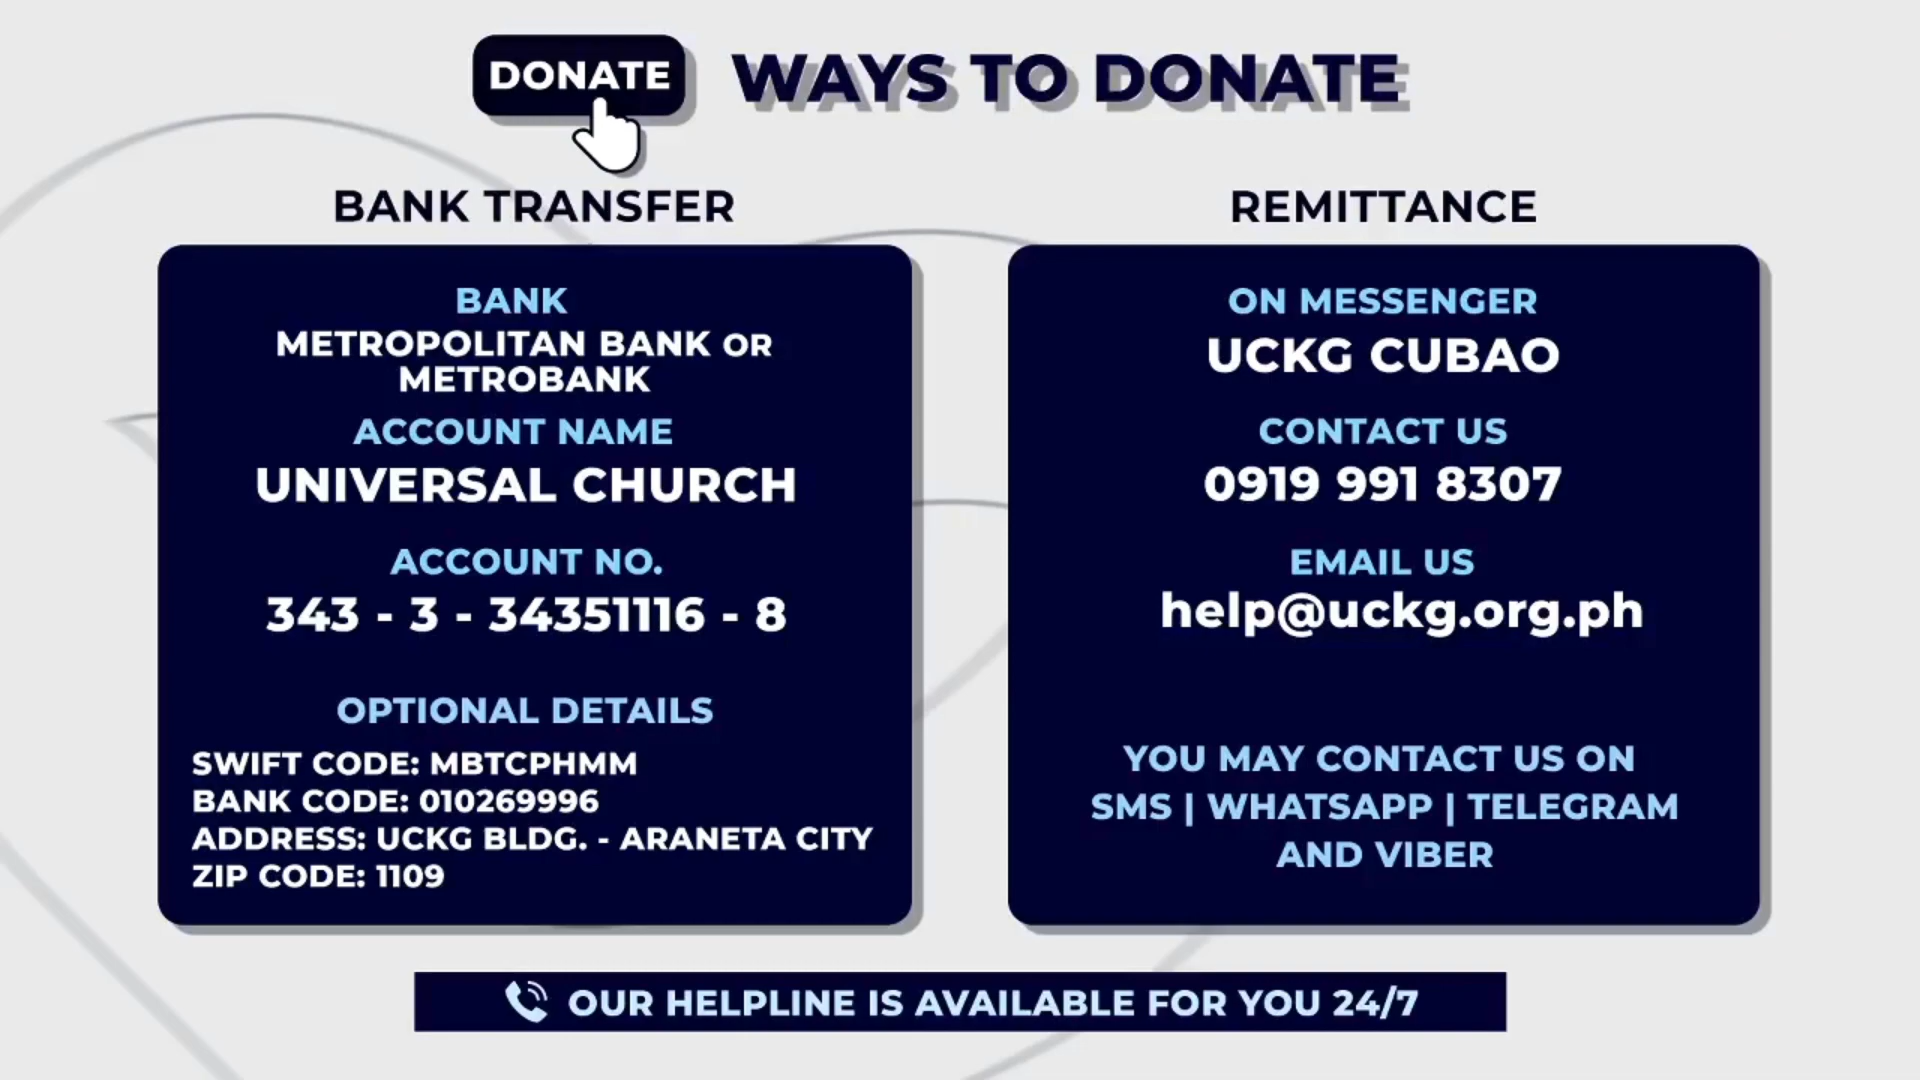 DONATE
WAYS TO DONATE
BANK TRANSFER
BANK
METROPOLITAN BANK OR
METROBANK
ACCOUNT NAME
UNIVERSAL CHURCH
ACCOUNT NO.
343 - 3 - 34351116 - 8
OPTIONAL DETAILS
SWIFT CODE: MBTCPHMM
BANK CODE: 010269996
ADDRESS: UCKG BLDG. - ARANETA CITY
ZIP CODE: 1109
REMITTANCE
ON MESSENGER
UCKG CUBAO
CONTACT US
0919 991 8307
EMAIL US
help@uckg.org.ph
YOU MAY CONTACT US ON
SMS | WHATSAPP | TELEGRAM
AND VIBER
OUR HELPLINE IS AVAILABLE FOR YOU 24/7